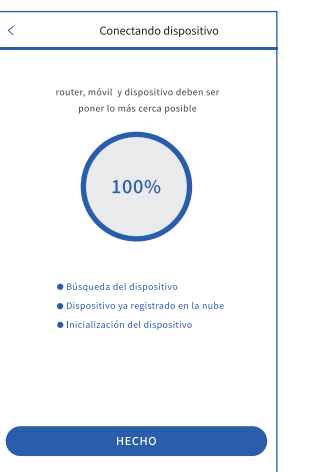 Conectando dispositivo
router, móvil y dispositivo deben ser
poner lo más cerca posible
100%
Búsqueda del dispositivo
Dispositivo ya registrado en la nube
Inicialización del dispositivo
HECHO